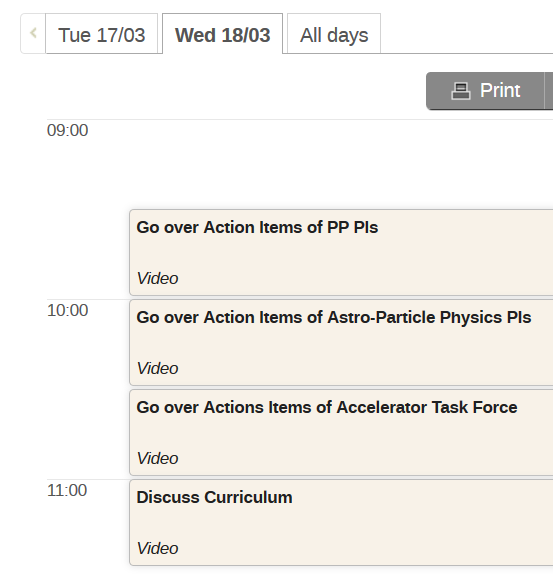 Tue 17/03 Wed 18/03 All days
Print
09:00
Go over Action Items of PP PIs
Video
10:00
Go over Action Items of Astro-Particle Physics PIs
Video
Go over Actions Items of Accelerator Task Force
Video
11:00
Discuss Curriculum
Video